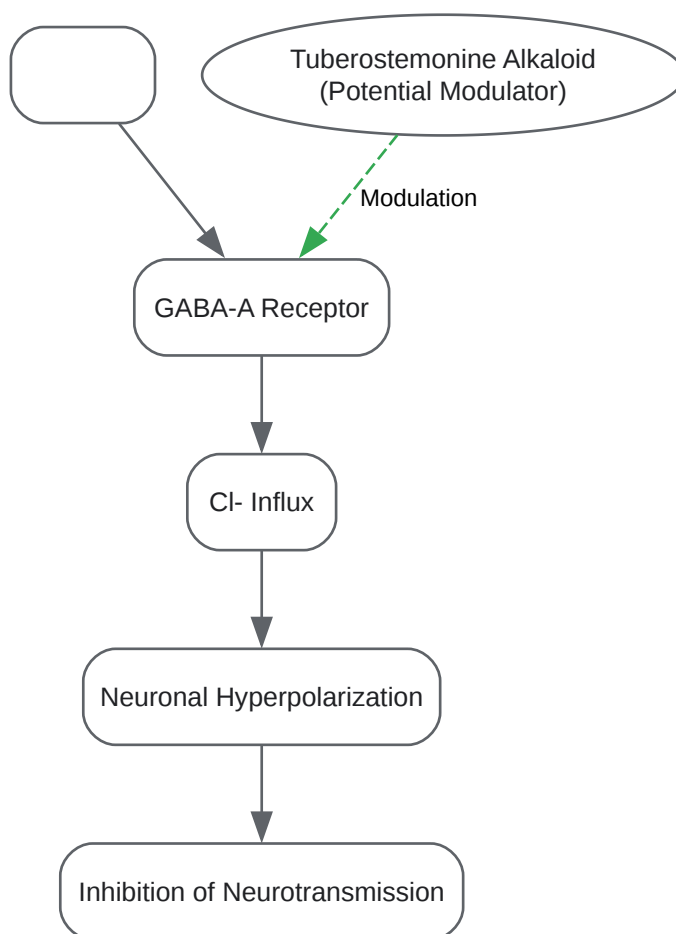 Tuberostemonine Alkaloid
(Potential Modulator)
Modulation
GABA-A Receptor
Cl- Influx
Neuronal Hyperpolarization
Inhibition of Neurotransmission